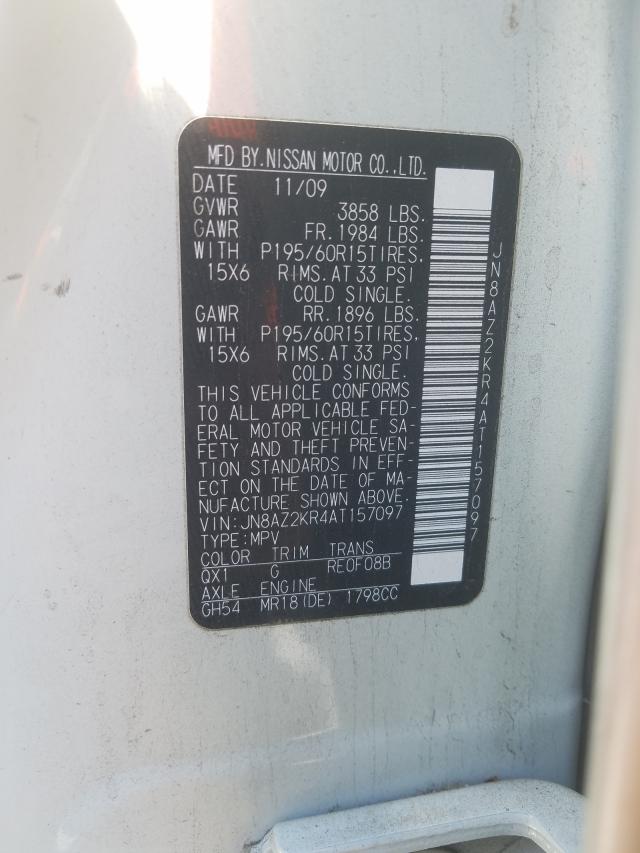 MFD BY.NISSAN MOTOR CO.,LTD.
DATE 11/09
GVWR 3858 LBS.
GAWR FR. 1984 LBS.
WITH P195/60R15TIRES,
15X6 RIMS. AT 33 PSI
COLD SINGLE.
GAWR RR. 1896 LBS.
WITH P195/60R15TIRES,
15X6 RIMS. AT 33 PSI
COLD SINGLE.
THIS VEHICLE CONFORMS
TO ALL APPLICABLE FED-
ERAL MOTOR VEHICLE SA-
FETY AND THEFT PREVEN-
TION STANDARDS IN EFF-
ECT ON THE DATE OF MA-
NUFACTURE SHOWN ABOVE.
VIN:JN8AZ2KR4AT157097
TYPE:MPV
COLOR TRIM TRANS
QX1 G RE0F08B
AXLE ENGINE
GH54 MR18(DE) 1798CC
JN8AZ2KR4AT157097